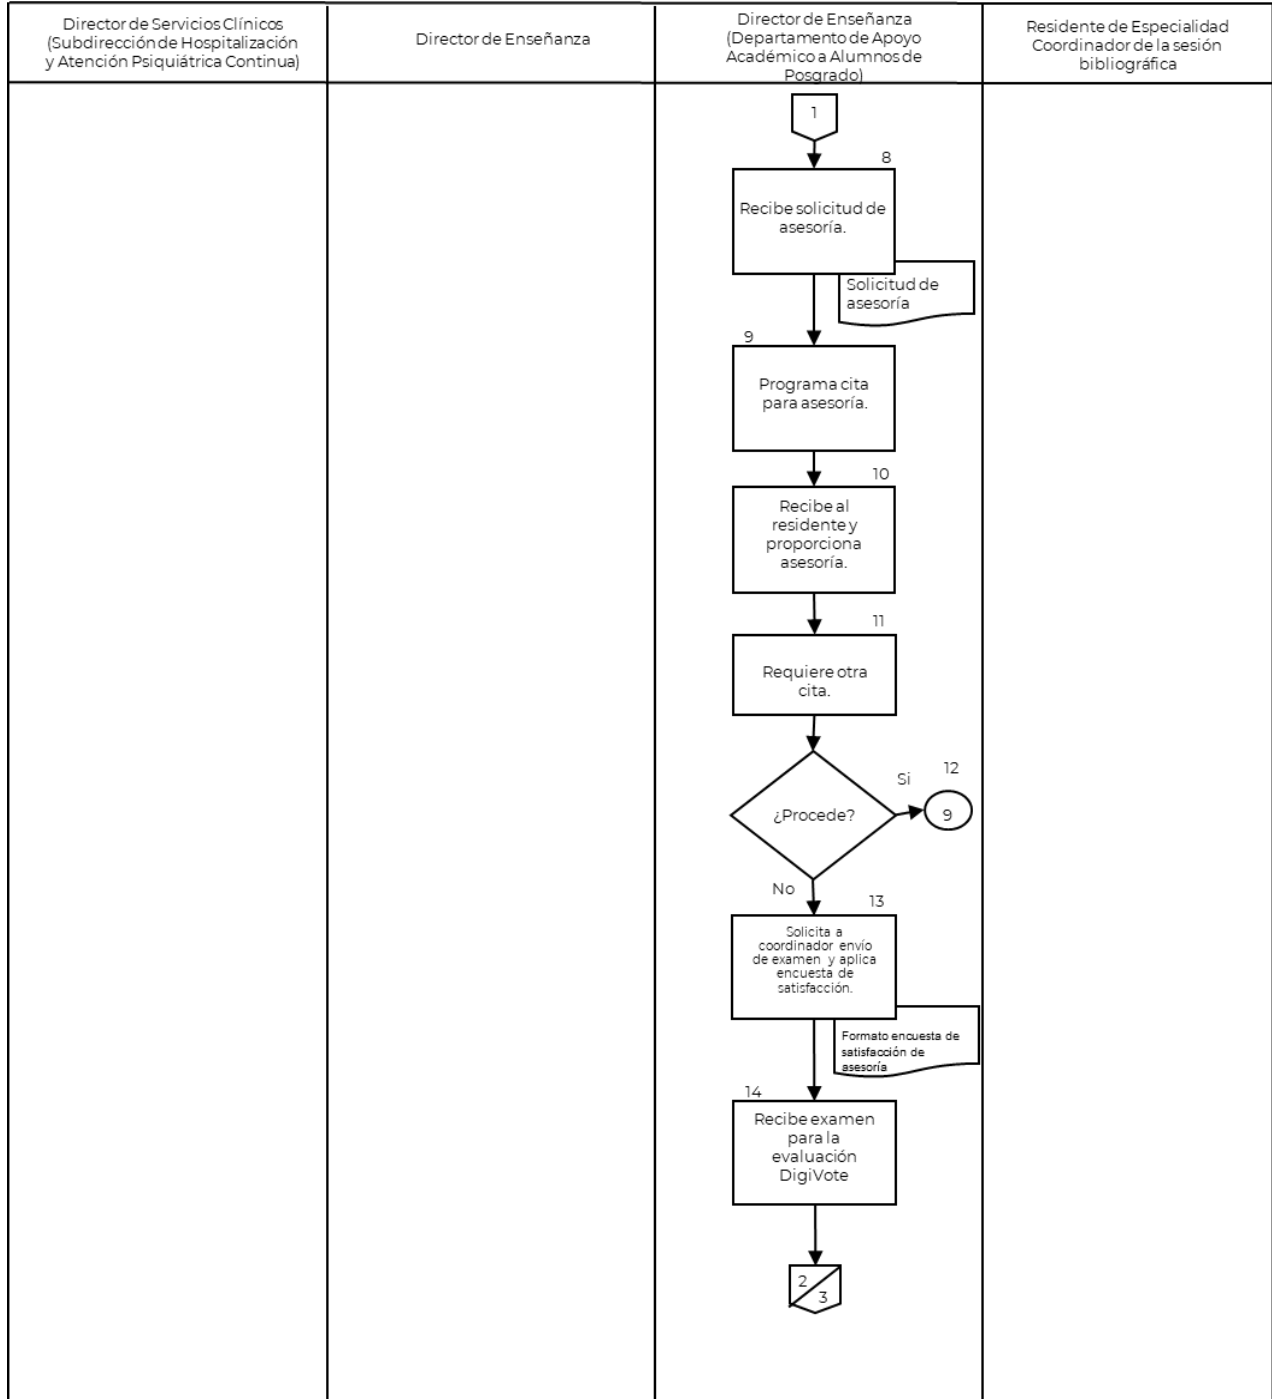 Director de Servicios Clínicos
(Subdirección de Hospitalización
y Atención Psiquiátrica Continua)
Director de Enseñanza
Director de Enseñanza
(Departamento de Apoyo
Académico a Alumnos de
Posgrado)
Residente de Especialidad
Coordinador de la sesión
bibliográfica
1
8
Recibe solicitud de
asesoría.
Solicitud de
asesoría
9
Programa cita
para asesoría.
10
Recibe al
residente y
proporciona
asesoría.
11
Requiere otra
cita.
¿Procede?
Si
12
9
No
13
Solicita a
coordinador envío
de examen y aplica
encuesta de
satisfacción.
Formato encuesta de
satisfacción de
asesoría
14
Recibe examen
para la
evaluación
DigiVote
2
3